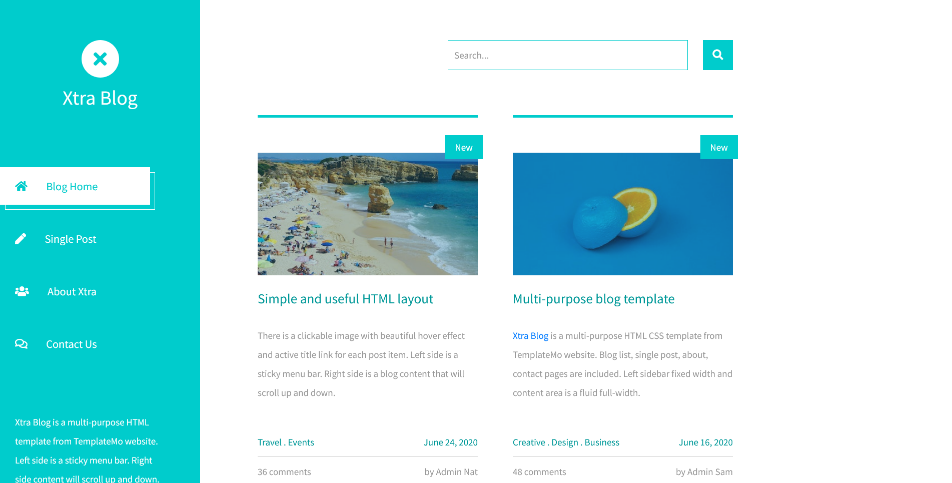 Xtra Blog
Blog Home
Single Post
About Xtra
Contact Us
Xtra Blog is a multi-purpose HTML
template from TemplateMo website.
Left side is a sticky menu bar. Right
side content will scroll up and down.
Search...
New
Simple and useful HTML layout
There is a clickable image with beautiful hover effect
and active title link for each post item. Left side is a
sticky menu bar. Right side is a blog content that will
scroll up and down.
Travel . Events June 24, 2020
36 comments by Admin Nat
New
Multi-purpose blog template
Xtra Blog is a multi-purpose HTML CSS template from
TemplateMo website. Blog list, single post, about,
contact pages are included. Left sidebar fixed width and
content area is a fluid full-width.
Creative . Design . Business June 16, 2020
48 comments by Admin Sam